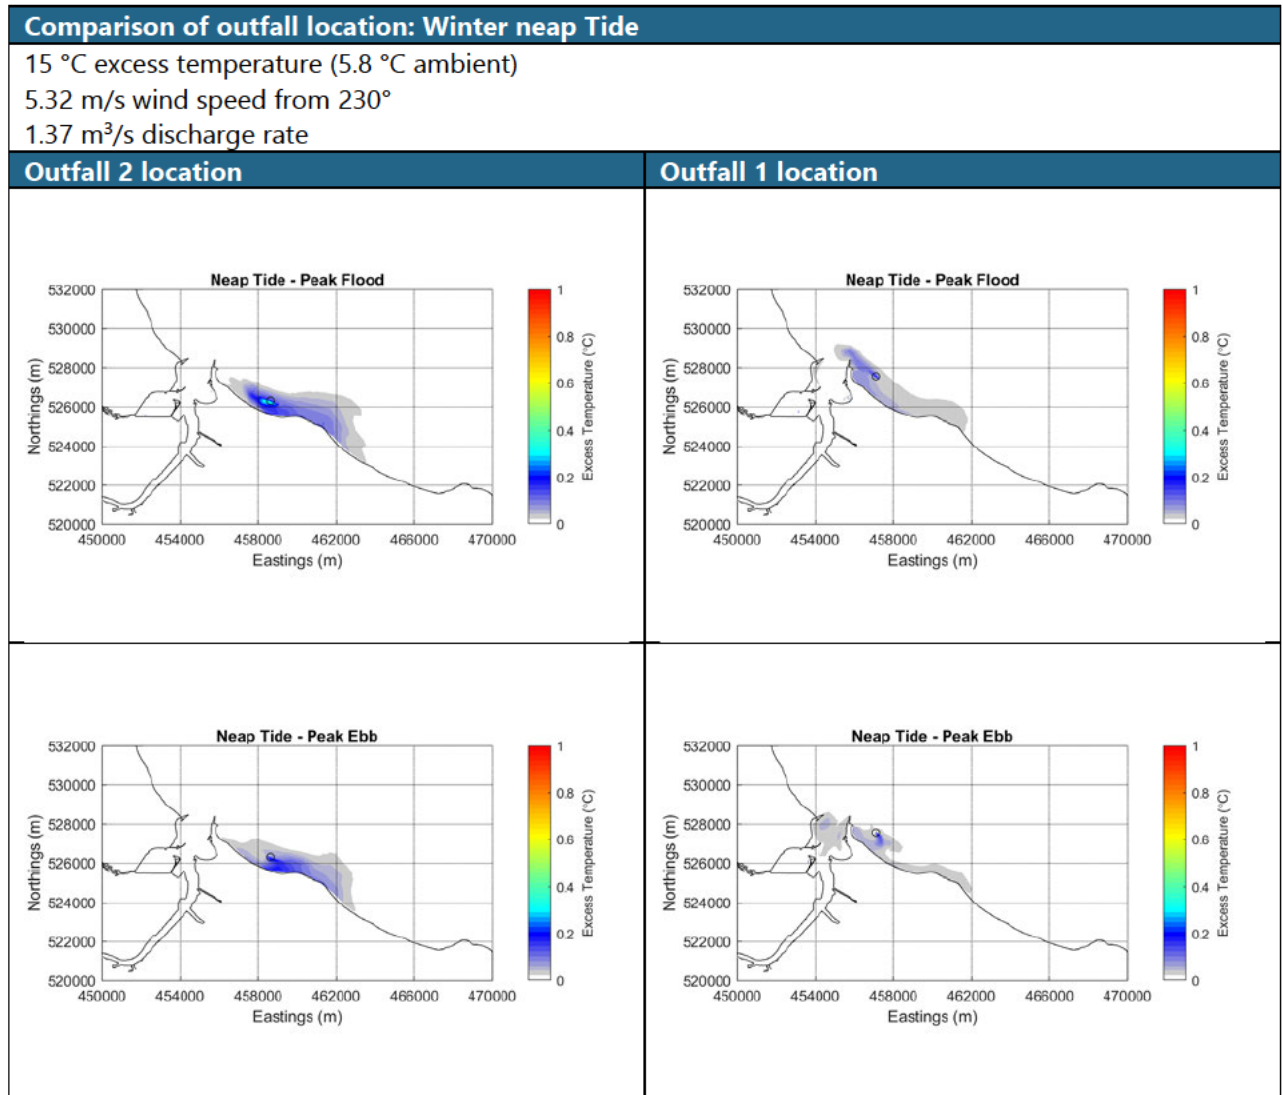 Comparison of outfall location: Winter neap Tide
15 °C excess temperature (5.8 °C ambient)
5.32 m/s wind speed from 230°
1.37 m³/s discharge rate
Outfall 2 location
Outfall 1 location
Neap Tide - Peak Flood
532000
530000
528000
526000
524000
522000
520000
Northings (m)
450000 454000 458000 462000 466000 470000
Eastings (m)
1
0.8
0.6
0.4
0.2
0
Excess Temperature (°C)
Neap Tide - Peak Flood
532000
530000
528000
526000
524000
522000
520000
Northings (m)
450000 454000 458000 462000 466000 470000
Eastings (m)
1
0.8
0.6
0.4
0.2
0
Excess Temperature (°C)
Neap Tide - Peak Ebb
532000
530000
528000
526000
524000
522000
520000
Northings (m)
450000 454000 458000 462000 466000 470000
Eastings (m)
1
0.8
0.6
0.4
0.2
0
Excess Temperature (°C)
Neap Tide - Peak Ebb
532000
530000
528000
526000
524000
522000
520000
Northings (m)
450000 454000 458000 462000 466000 470000
Eastings (m)
1
0.8
0.6
0.4
0.2
0
Excess Temperature (°C)